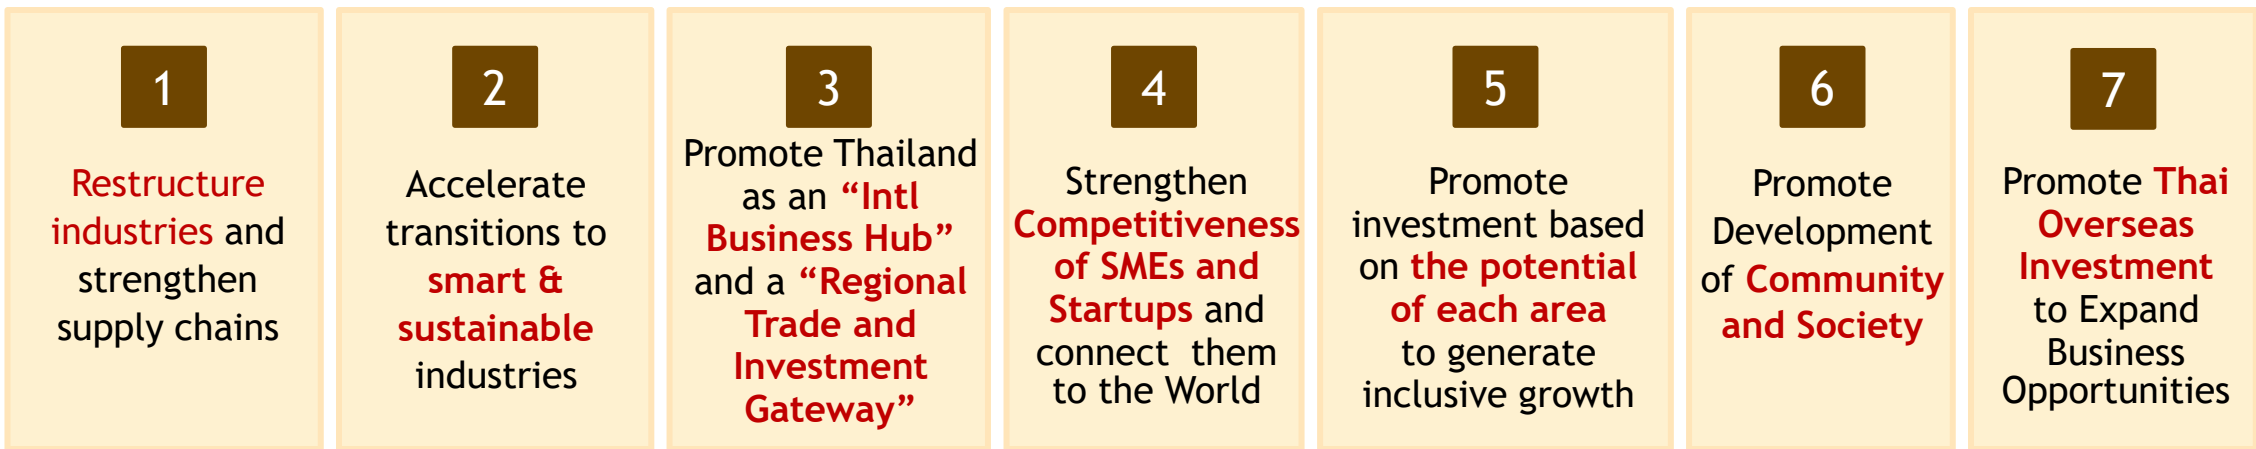 1
Restructure
industries and
strengthen
supply chains
2
Accelerate
transitions to
smart &
sustainable
industries
3
Promote Thailand
as an “Intl
Business Hub”
and a “Regional
Trade and
Investment
Gateway”
4
Strengthen
Competitiveness
of SMEs and
Startups and
connect them
to the World
5
Promote
investment based
on the potential
of each area
to generate
inclusive growth
6
Promote
Development
of Community
and Society
7
Promote Thai
Overseas
Investment
to Expand
Business
Opportunities